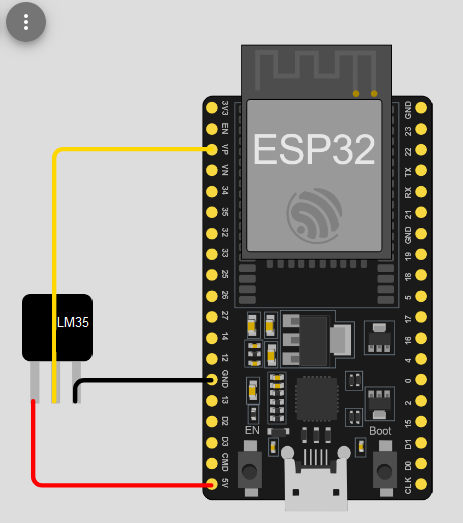 ESP32
3V3
EN
VP
VN
34
35
32
33
25
26
27
14
12
GND
13
D2
D3
CMD
5V
GND
23
22
TX
RX
21
GND
19
18
5
17
16
4
0
2
15
D1
D0
CLK
LM35
EN
Boot